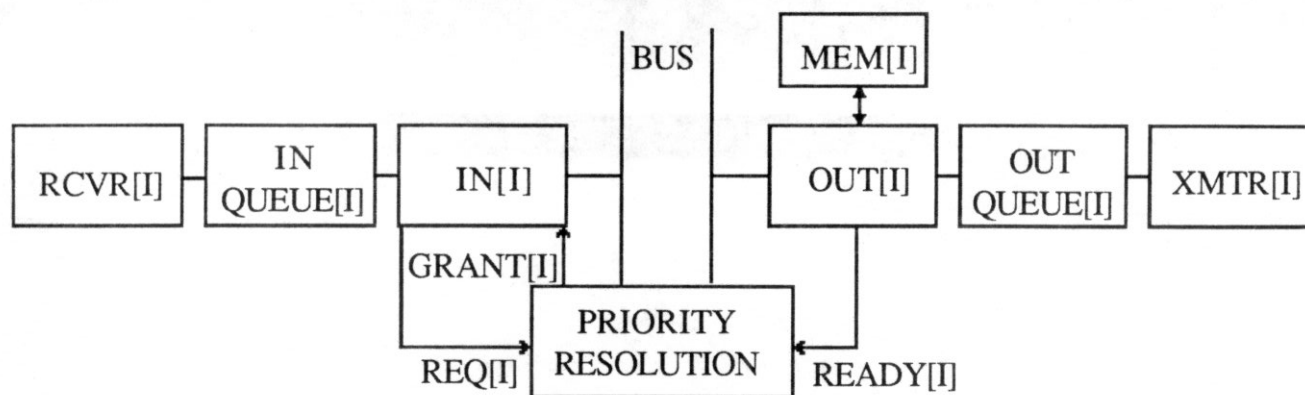 BUS
MEM[I]
RCVR[I]
IN
QUEUE[I]
IN[I]
OUT[I]
OUT
QUEUE[I]
XMTR[I]
GRANT[I]
PRIORITY
RESOLUTION
REQ[I]
READY[I]